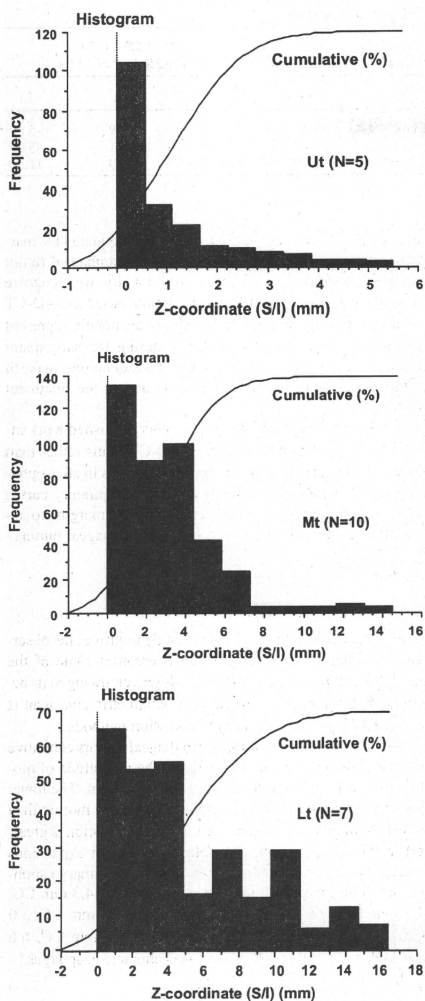 Histogram
120
100
80
60
40
20
0
Frequency
Cumulative (%)
Ut (N=5)
-1 0 1 2 3 4 5 6
Z-coordinate (S/I) (mm)
Histogram
140
120
100
80
60
40
20
0
Frequency
Cumulative (%)
Mt (N=10)
-2 0 2 4 6 8 10 12 14 16
Z-coordinate (S/I) (mm)
Histogram
70
60
50
40
30
20
10
0
Frequency
Cumulative (%)
Lt (N=7)
-2 0 2 4 6 8 10 12 14 16 18
Z-coordinate (S/I) (mm)